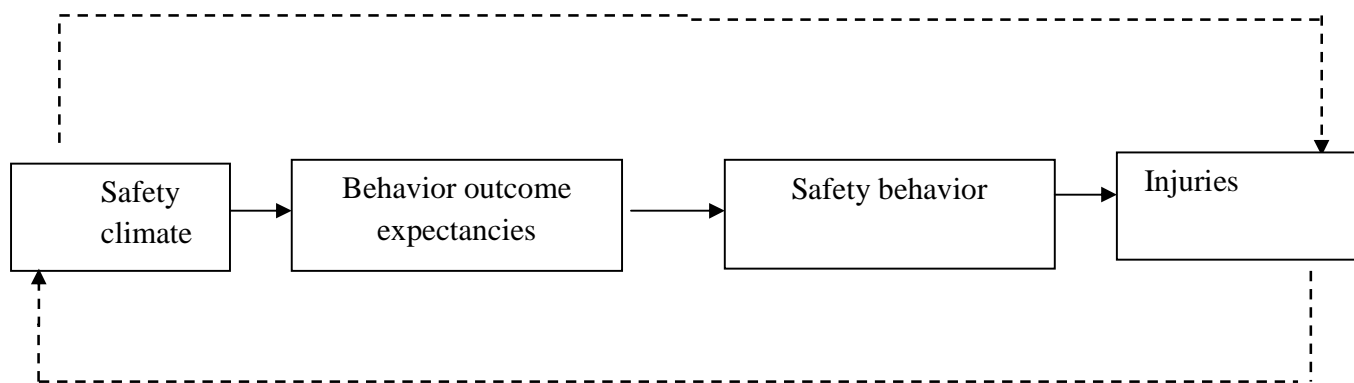 Safety
climate
Behavior outcome
expectancies
Safety behavior
Injuries